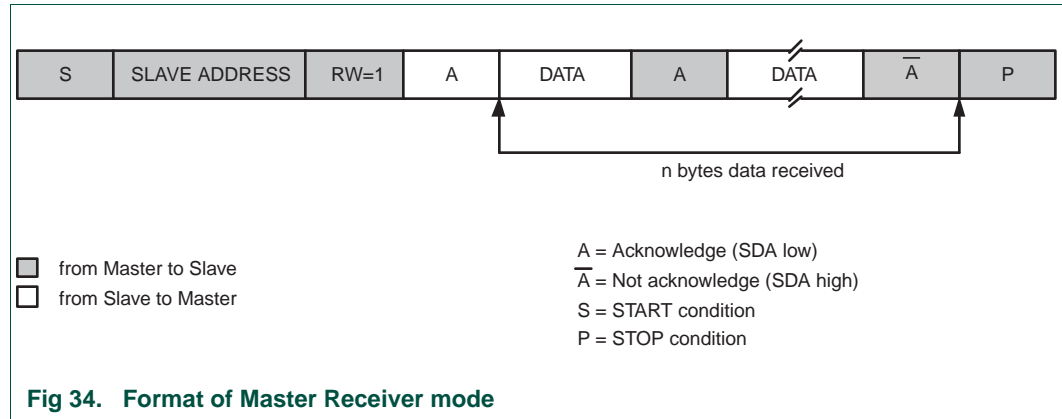 S SLAVE ADDRESS RW=1 A DATA A DATA A̅ P
n bytes data received
from Master to Slave
from Slave to Master
A = Acknowledge (SDA low)
A̅ = Not acknowledge (SDA high)
S = START condition
P = STOP condition
Fig 34. Format of Master Receiver mode